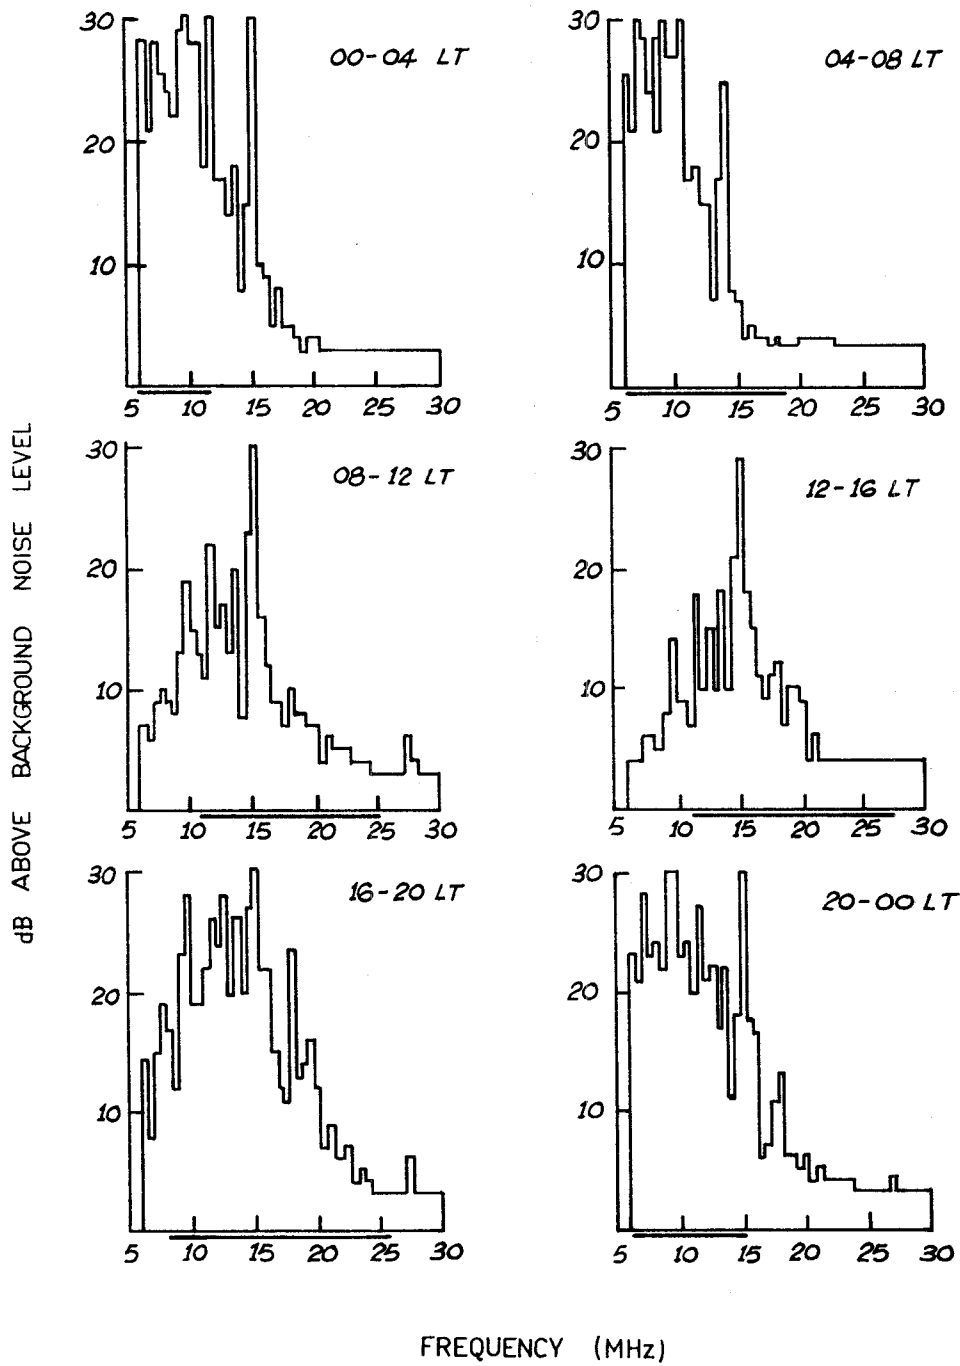 dB ABOVE BACKGROUND NOISE LEVEL
00-04 LT
30
20
10
5 10 15 20 25 30
04-08 LT
30
20
10
5 10 15 20 25 30
08-12 LT
30
20
10
5 10 15 20 25 30
12-16 LT
30
20
10
5 10 15 20 25 30
16-20 LT
30
20
10
5 10 15 20 25 30
20-00 LT
30
20
10
5 10 15 20 25 30
FREQUENCY (MHz)